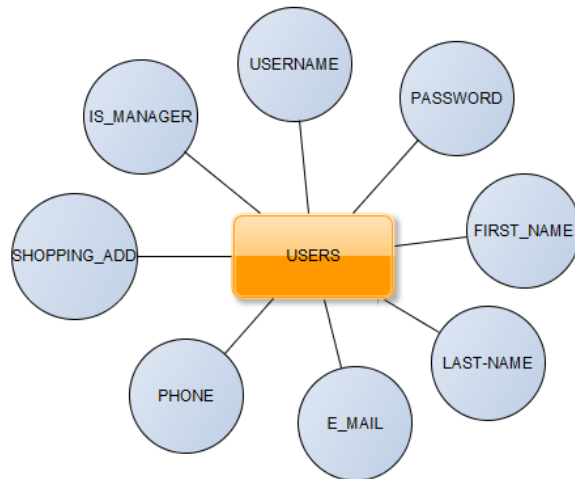 USERNAME
PASSWORD
IS_MANAGER
FIRST_NAME
SHOPPING_ADD
USERS
LAST-NAME
PHONE
E_MAIL